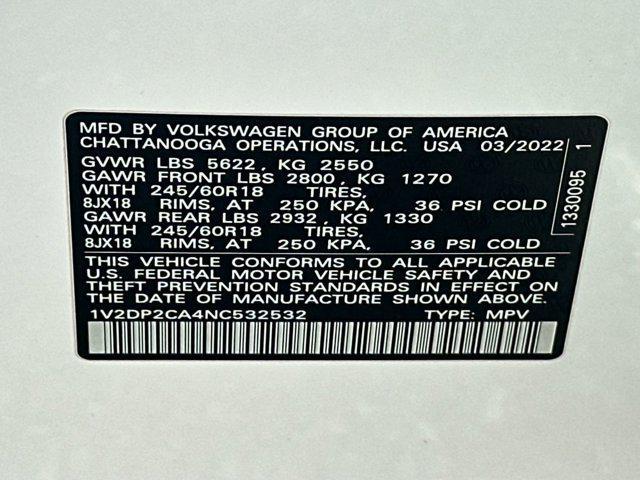 MFD BY VOLKSWAGEN GROUP OF AMERICA
CHATTANOOGA OPERATIONS, LLC. USA 03/2022
GVWR LBS 5622, KG 2550
GAWR FRONT LBS 2800, KG 1270
WITH 245/60R18 TIRES,
8JX18 RIMS, AT 250 KPA, 36 PSI COLD
GAWR REAR LBS 2932, KG 1330
WITH 245/60R18 TIRES,
8JX18 RIMS, AT 250 KPA, 36 PSI COLD
THIS VEHICLE CONFORMS TO ALL APPLICABLE
U.S. FEDERAL MOTOR VEHICLE SAFETY AND
THEFT PREVENTION STANDARDS IN EFFECT ON
THE DATE OF MANUFACTURE SHOWN ABOVE.
1V2DP2CA4NC532532 TYPE: MPV
1330095 1